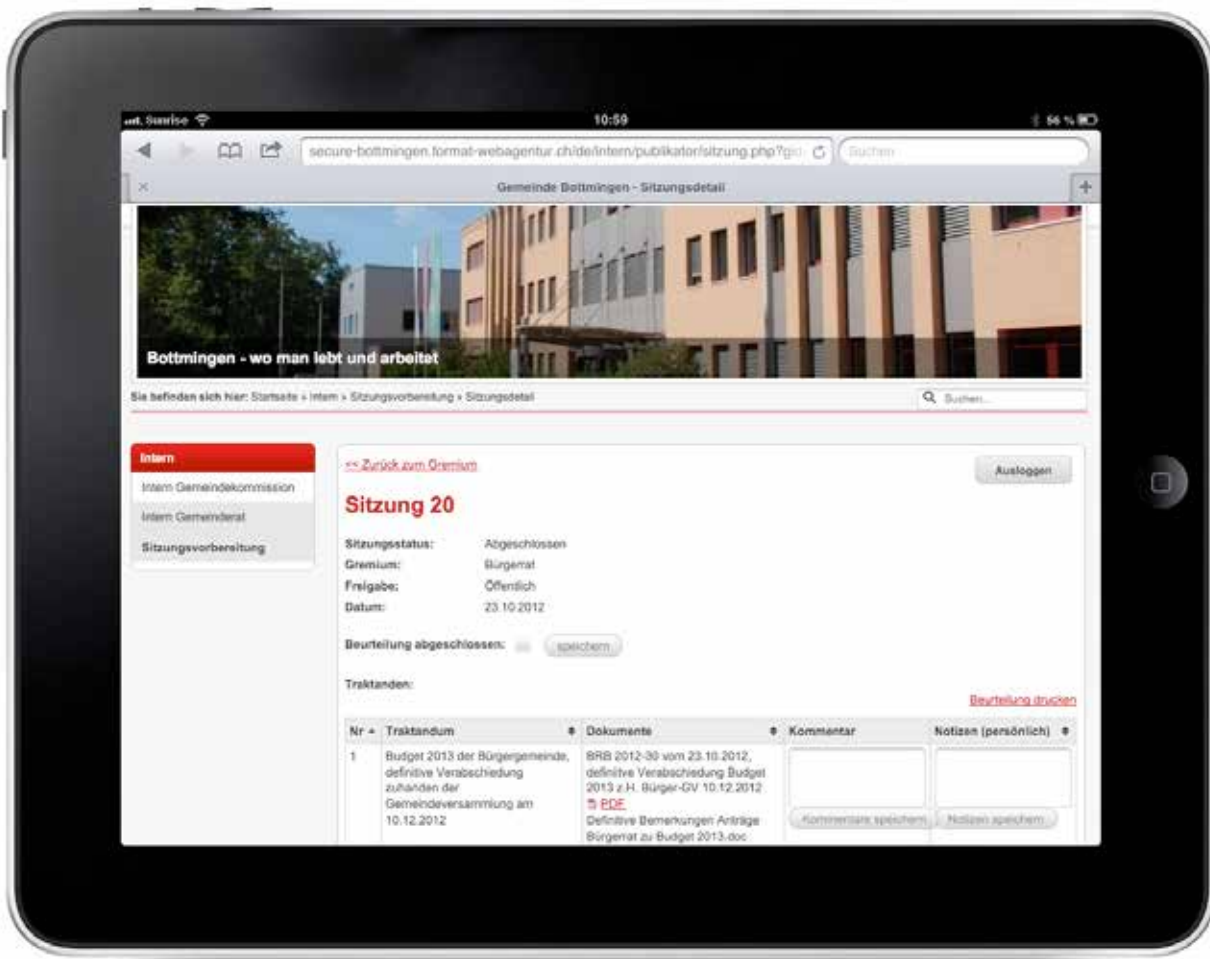 Sunrise 10:59 56 %
secure-bottmingen.format-webagentur.ch/de/intern/publikator/sitzung.php?gid Suchen
Gemeinde Bottmingen - Sitzungsdetail
Bottmingen - wo man lebt und arbeitet
Sie befinden sich hier: Startseite » Intern » Sitzungsvorbereitung » Sitzungsdetail
Suchen...
Intern
Intern Gemeindekommission
Intern Gemeinderat
Sitzungsvorbereitung
<< Zurück zum Gremium
Ausloggen
Sitzung 20
Sitzungsstatus: Abgeschlossen
Gremium: Bürgerrat
Freigabe: Öffentlich
Datum: 23.10.2012
Beurteilung abgeschlossen: speichern
Traktanden:
Beurteilung drucken
Nr Traktandum Dokumente Kommentar Notizen (persönlich)
1
Budget 2013 der Bürgergemeinde,
definitive Verabschiedung
zuhanden der
Gemeindeversammlung am
10.12.2012
BRB 2012-30 vom 23.10.2012,
definitive Verabschiedung Budget
2013 z.H. Bürger-GV 10.12.2012
PDF
Definitive Bemerkungen Anträge
Bürgerrat zu Budget 2013.doc
Kommentare speichern
Notizen speichern